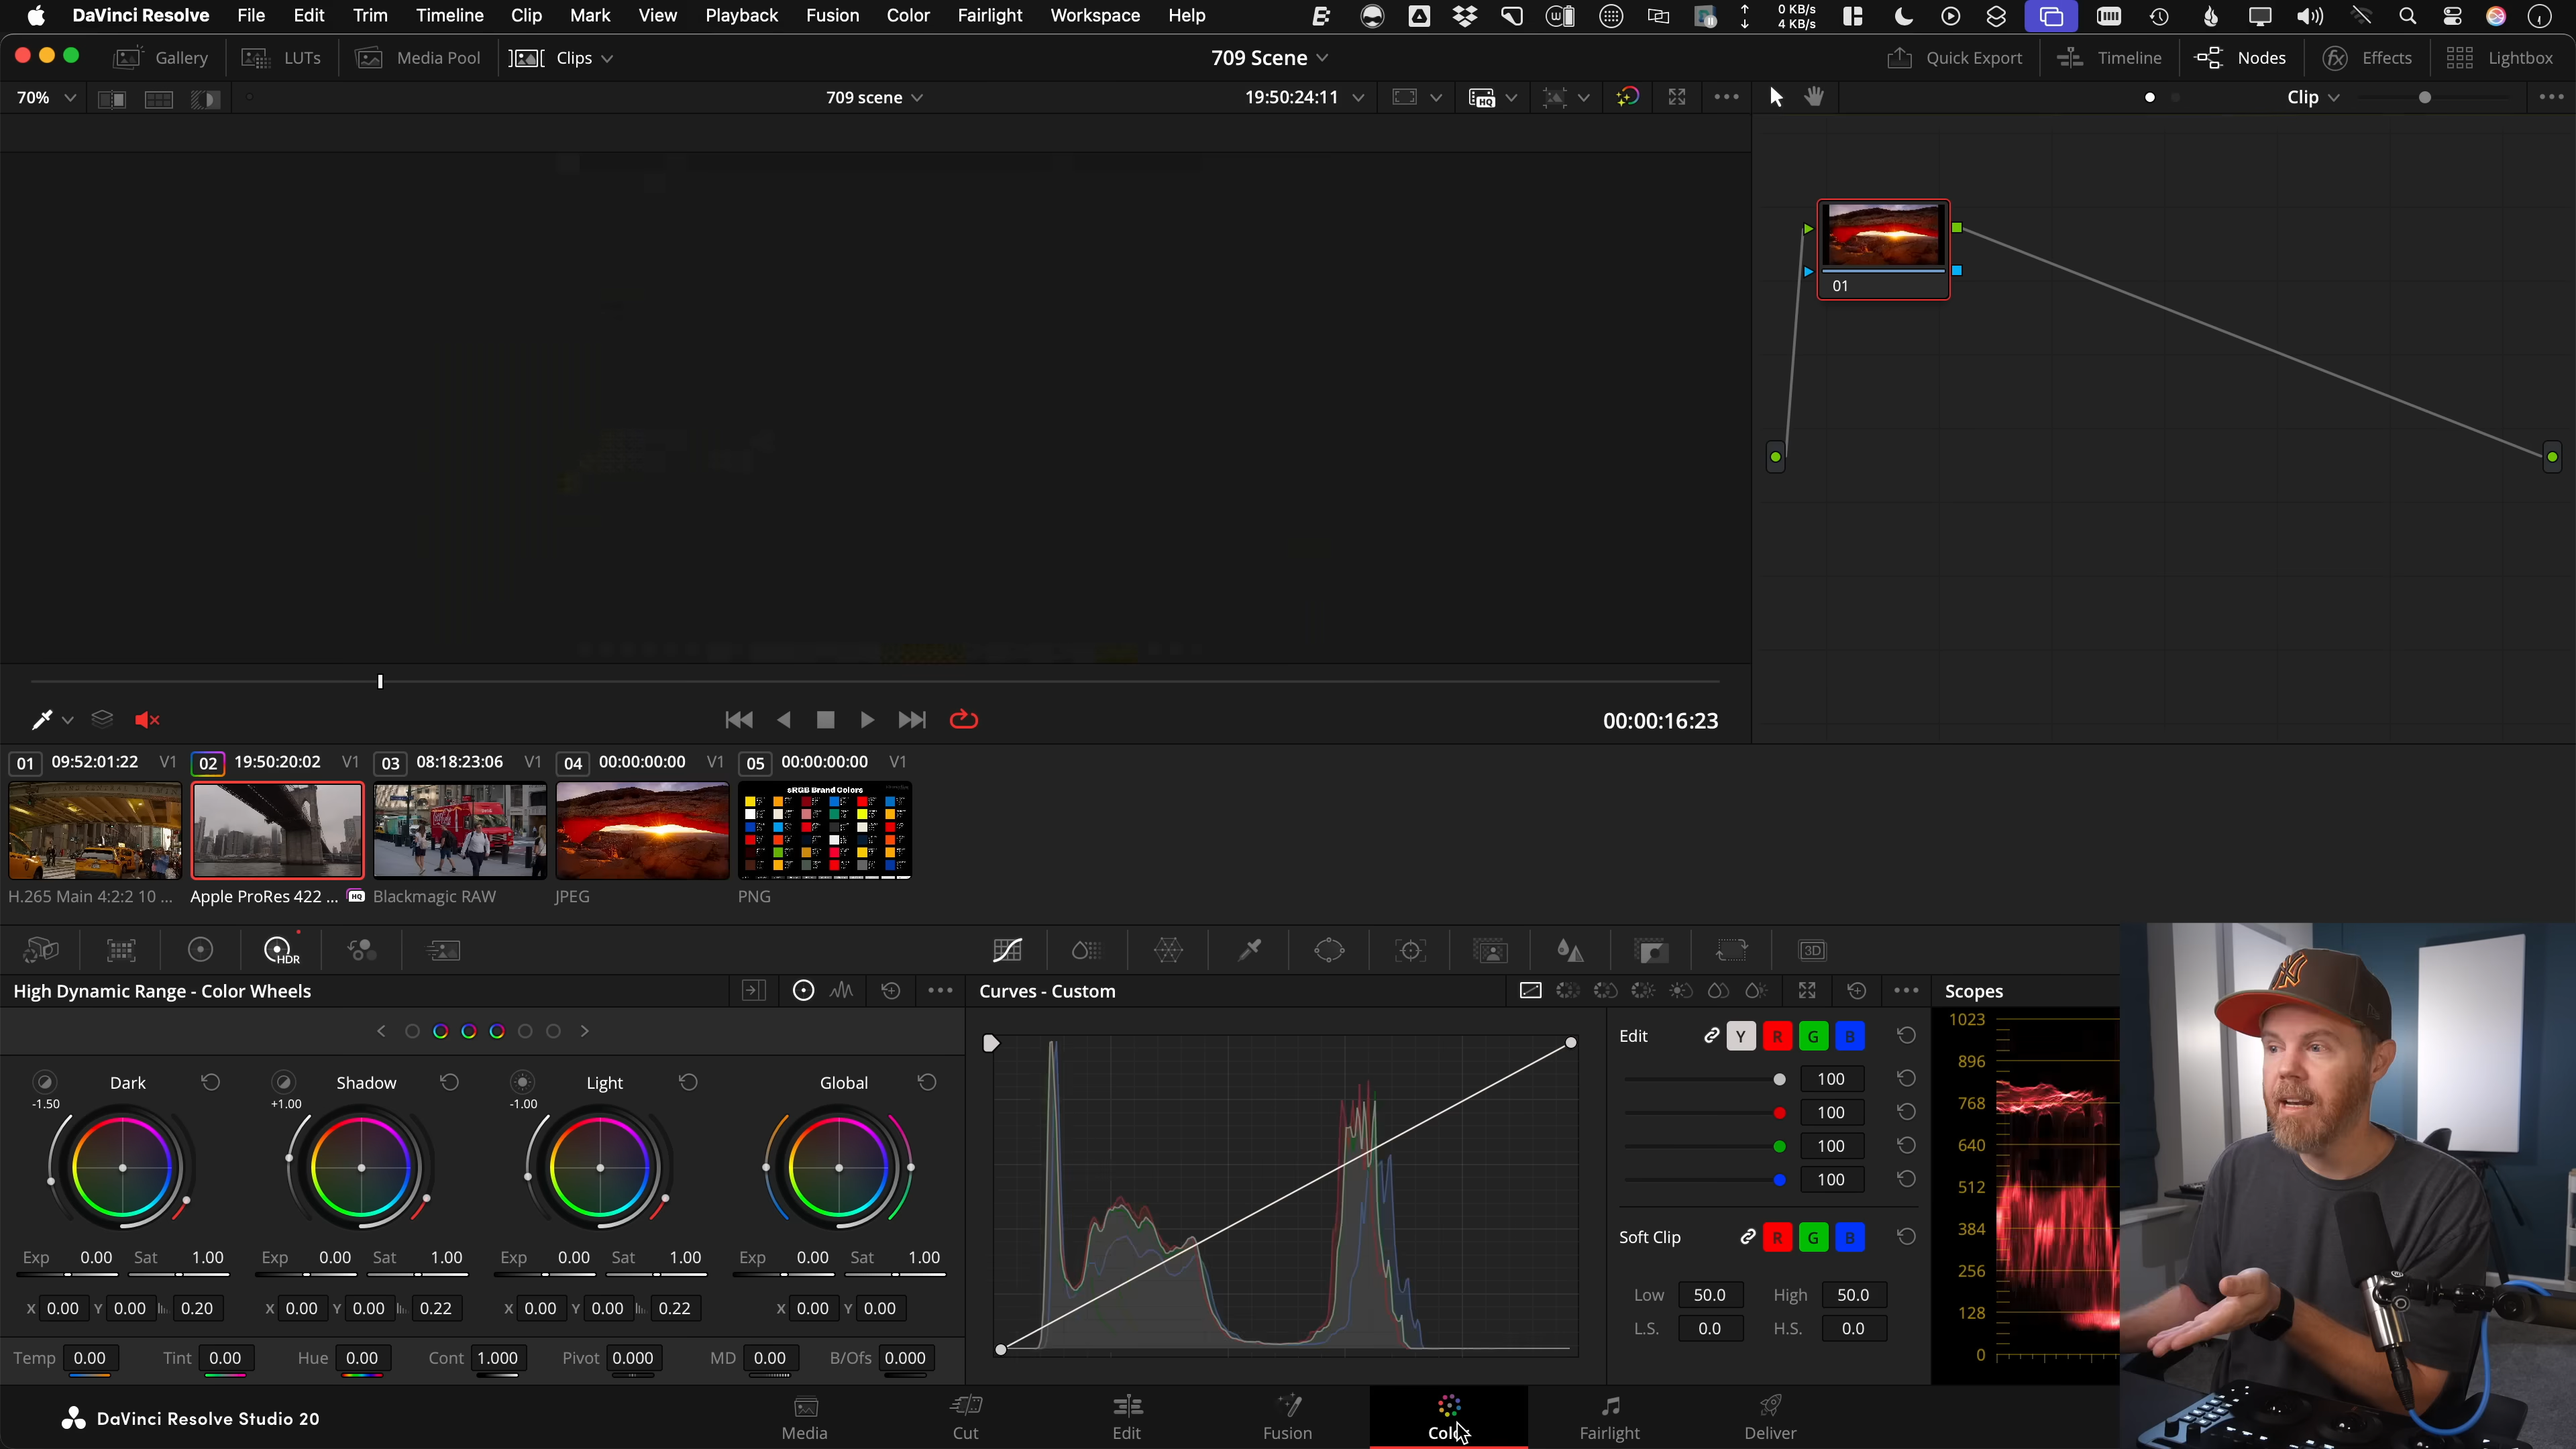 DaVinci Resolve File Edit Trim Timeline Clip Mark View Playback Fusion Color Fairlight Workspace Help
0 KB/s
4 KB/s
Gallery LUTs Media Pool Clips 709 Scene Quick Export Timeline Nodes Effects Lightbox
70% 709 scene 19:50:24:11 HQ Clip
01
00:00:16:23
01 09:52:01:22 V1 02 19:50:20:02 V1 03 08:18:23:06 V1 04 00:00:00:00 V1 05 00:00:00:00 V1
sRGB Brand Colors
H.265 Main 4:2:2 10 ... Apple ProRes 422 ... HQ Blackmagic RAW JPEG PNG
HDR 3D
High Dynamic Range - Color Wheels
Curves - Custom
Scopes
Dark Shadow Light Global
-1.50 +1.00 -1.00
Exp 0.00 Sat 1.00 Exp 0.00 Sat 1.00 Exp 0.00 Sat 1.00 Exp 0.00 Sat 1.00
X 0.00 Y 0.00 0.20 X 0.00 Y 0.00 0.22 X 0.00 Y 0.00 0.22 X 0.00 Y 0.00
Temp 0.00 Tint 0.00 Hue 0.00 Cont 1.000 Pivot 0.000 MD 0.00 B/Ofs 0.000
Edit Y R G B
100
100
100
100
Soft Clip R G B
Low 50.0 High 50.0
L.S. 0.0 H.S. 0.0
1023
896
768
640
512
384
256
128
0
NY
DaVinci Resolve Studio 20
Media Cut Edit Fusion Color Fairlight Deliver